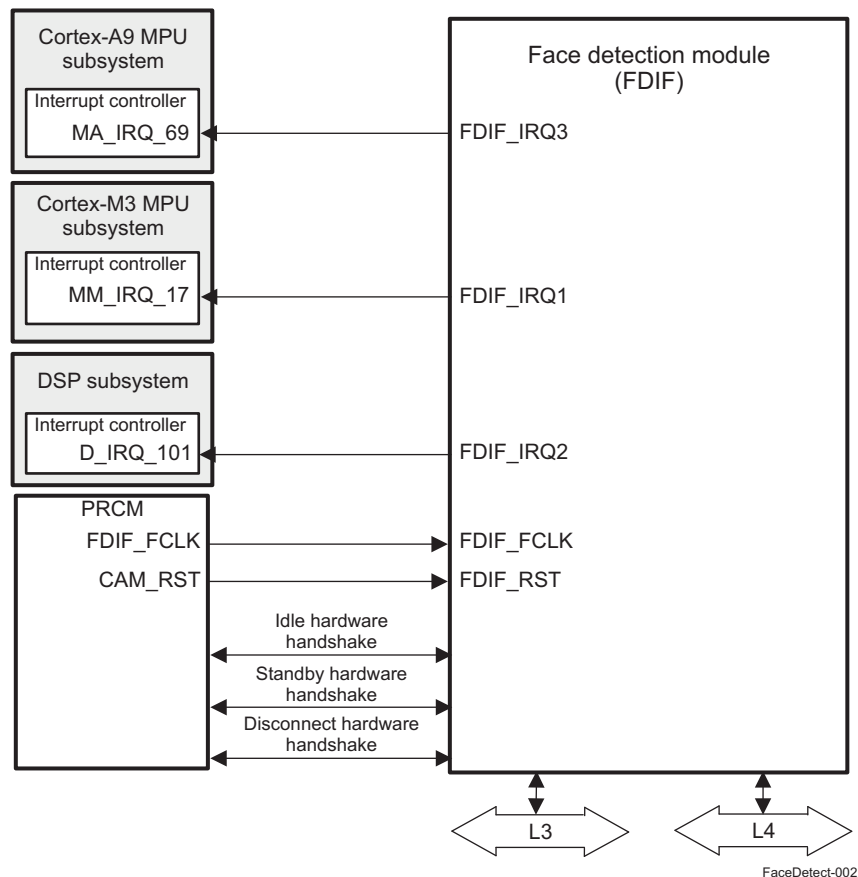 Cortex-A9 MPU
subsystem
Interrupt controller
MA_IRQ_69
Cortex-M3 MPU
subsystem
Interrupt controller
MM_IRQ_17
DSP subsystem
Interrupt controller
D_IRQ_101
PRCM
FDIF_FCLK
CAM_RST
Idle hardware
handshake
Standby hardware
handshake
Disconnect hardware
handshake
Face detection module
(FDIF)
FDIF_IRQ3
FDIF_IRQ1
FDIF_IRQ2
FDIF_FCLK
FDIF_RST
L3
L4
FaceDetect-002